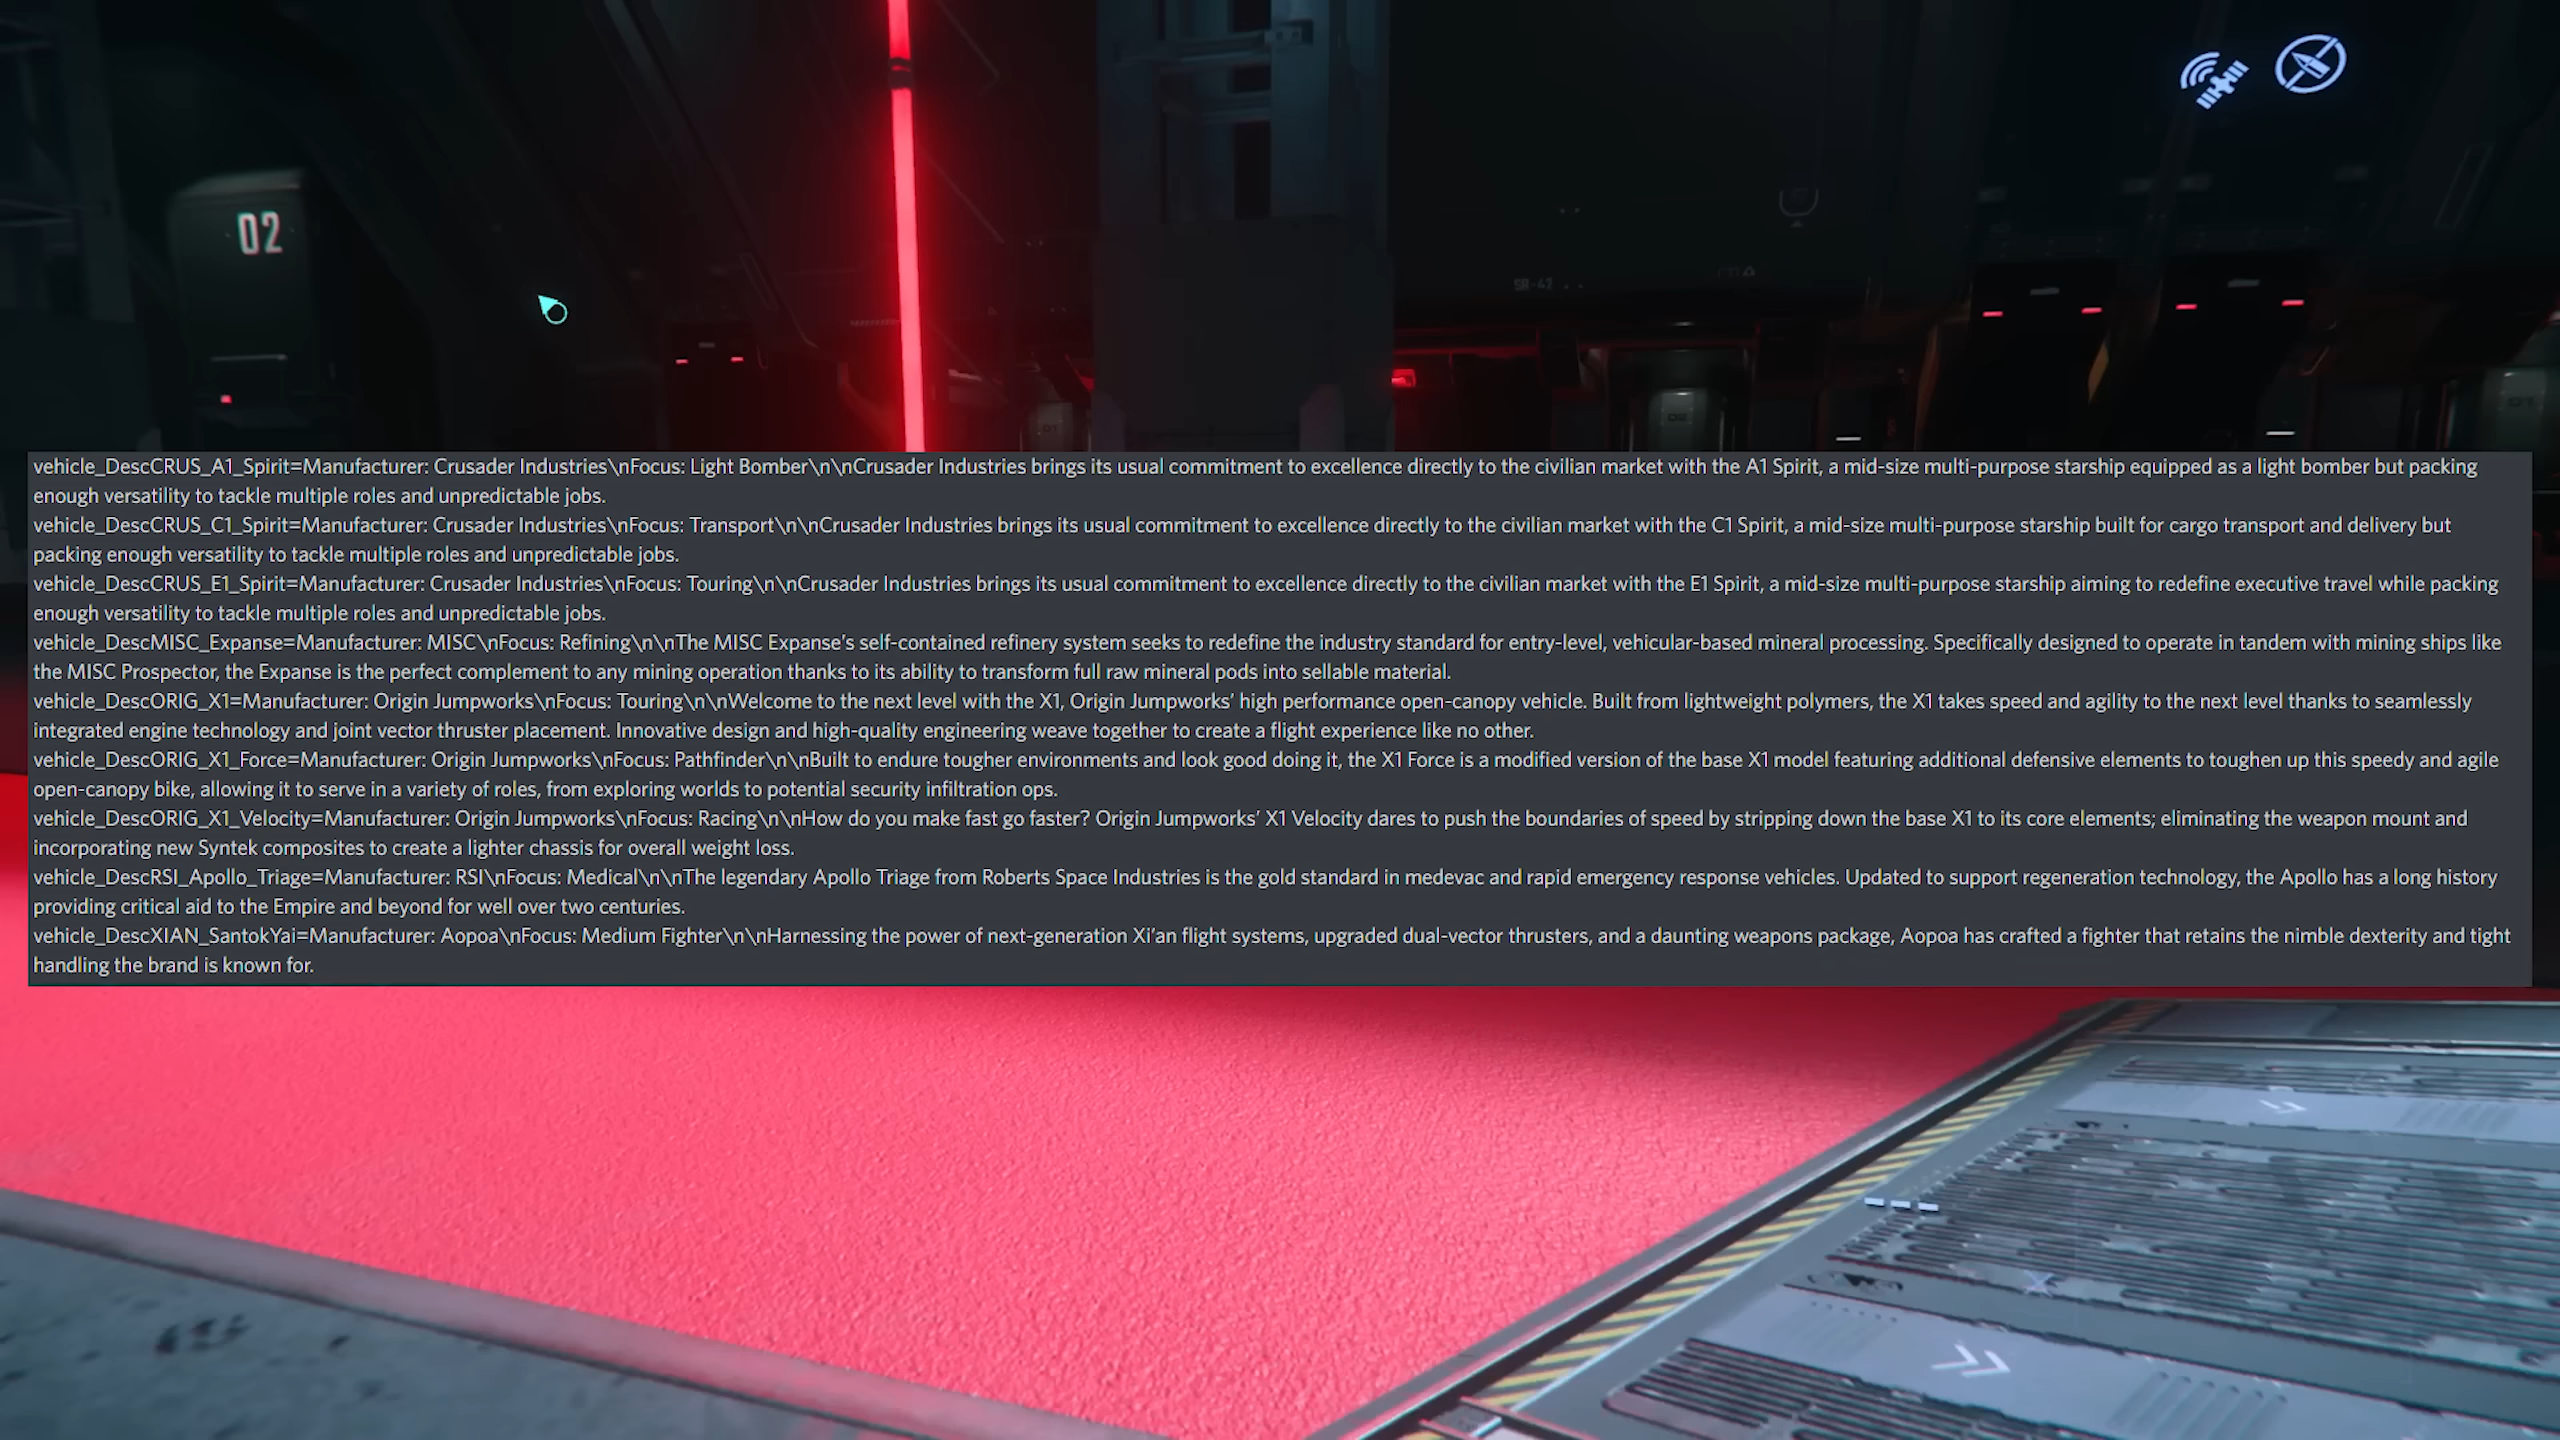 02
SR-42
vehicle_DescCRUS_A1_Spirit=Manufacturer: Crusader Industries\nFocus: Light Bomber\n\nCrusader Industries brings its usual commitment to excellence directly to the civilian market with the A1 Spirit, a mid-size multi-purpose starship equipped as a light bomber but packing
enough versatility to tackle multiple roles and unpredictable jobs.
vehicle_DescCRUS_C1_Spirit=Manufacturer: Crusader Industries\nFocus: Transport\n\nCrusader Industries brings its usual commitment to excellence directly to the civilian market with the C1 Spirit, a mid-size multi-purpose starship built for cargo transport and delivery but
packing enough versatility to tackle multiple roles and unpredictable jobs.
vehicle_DescCRUS_E1_Spirit=Manufacturer: Crusader Industries\nFocus: Touring\n\nCrusader Industries brings its usual commitment to excellence directly to the civilian market with the E1 Spirit, a mid-size multi-purpose starship aiming to redefine executive travel while packing
enough versatility to tackle multiple roles and unpredictable jobs.
vehicle_DescMISC_Expanse=Manufacturer: MISC\nFocus: Refining\n\nThe MISC Expanse's self-contained refinery system seeks to redefine the industry standard for entry-level, vehicular-based mineral processing. Specifically designed to operate in tandem with mining ships like
the MISC Prospector, the Expanse is the perfect complement to any mining operation thanks to its ability to transform full raw mineral pods into sellable material.
vehicle_DescORIG_X1=Manufacturer: Origin Jumpworks\nFocus: Touring\n\nWelcome to the next level with the X1, Origin Jumpworks' high performance open-canopy vehicle. Built from lightweight polymers, the X1 takes speed and agility to the next level thanks to seamlessly
integrated engine technology and joint vector thruster placement. Innovative design and high-quality engineering weave together to create a flight experience like no other.
vehicle_DescORIG_X1_Force=Manufacturer: Origin Jumpworks\nFocus: Pathfinder\n\nBuilt to endure tougher environments and look good doing it, the X1 Force is a modified version of the base X1 model featuring additional defensive elements to toughen up this speedy and agile
open-canopy bike, allowing it to serve in a variety of roles, from exploring worlds to potential security infiltration ops.
vehicle_DescORIG_X1_Velocity=Manufacturer: Origin Jumpworks\nFocus: Racing\n\nHow do you make fast go faster? Origin Jumpworks' X1 Velocity dares to push the boundaries of speed by stripping down the base X1 to its core elements; eliminating the weapon mount and
incorporating new Syntek composites to create a lighter chassis for overall weight loss.
vehicle_DescRSI_Apollo_Triage=Manufacturer: RSI\nFocus: Medical\n\nThe legendary Apollo Triage from Roberts Space Industries is the gold standard in medevac and rapid emergency response vehicles. Updated to support regeneration technology, the Apollo has a long history
providing critical aid to the Empire and beyond for well over two centuries.
vehicle_DescXIAN_SantokYai=Manufacturer: Aopoa\nFocus: Medium Fighter\n\nHarnessing the power of next-generation Xi'an flight systems, upgraded dual-vector thrusters, and a daunting weapons package, Aopoa has crafted a fighter that retains the nimble dexterity and tight
handling the brand is known for.